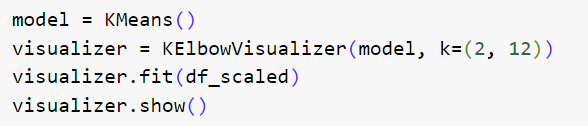 model = KMeans()
visualizer = KElbowVisualizer(model, k=(2, 12))
visualizer.fit(df_scaled)
visualizer.show()